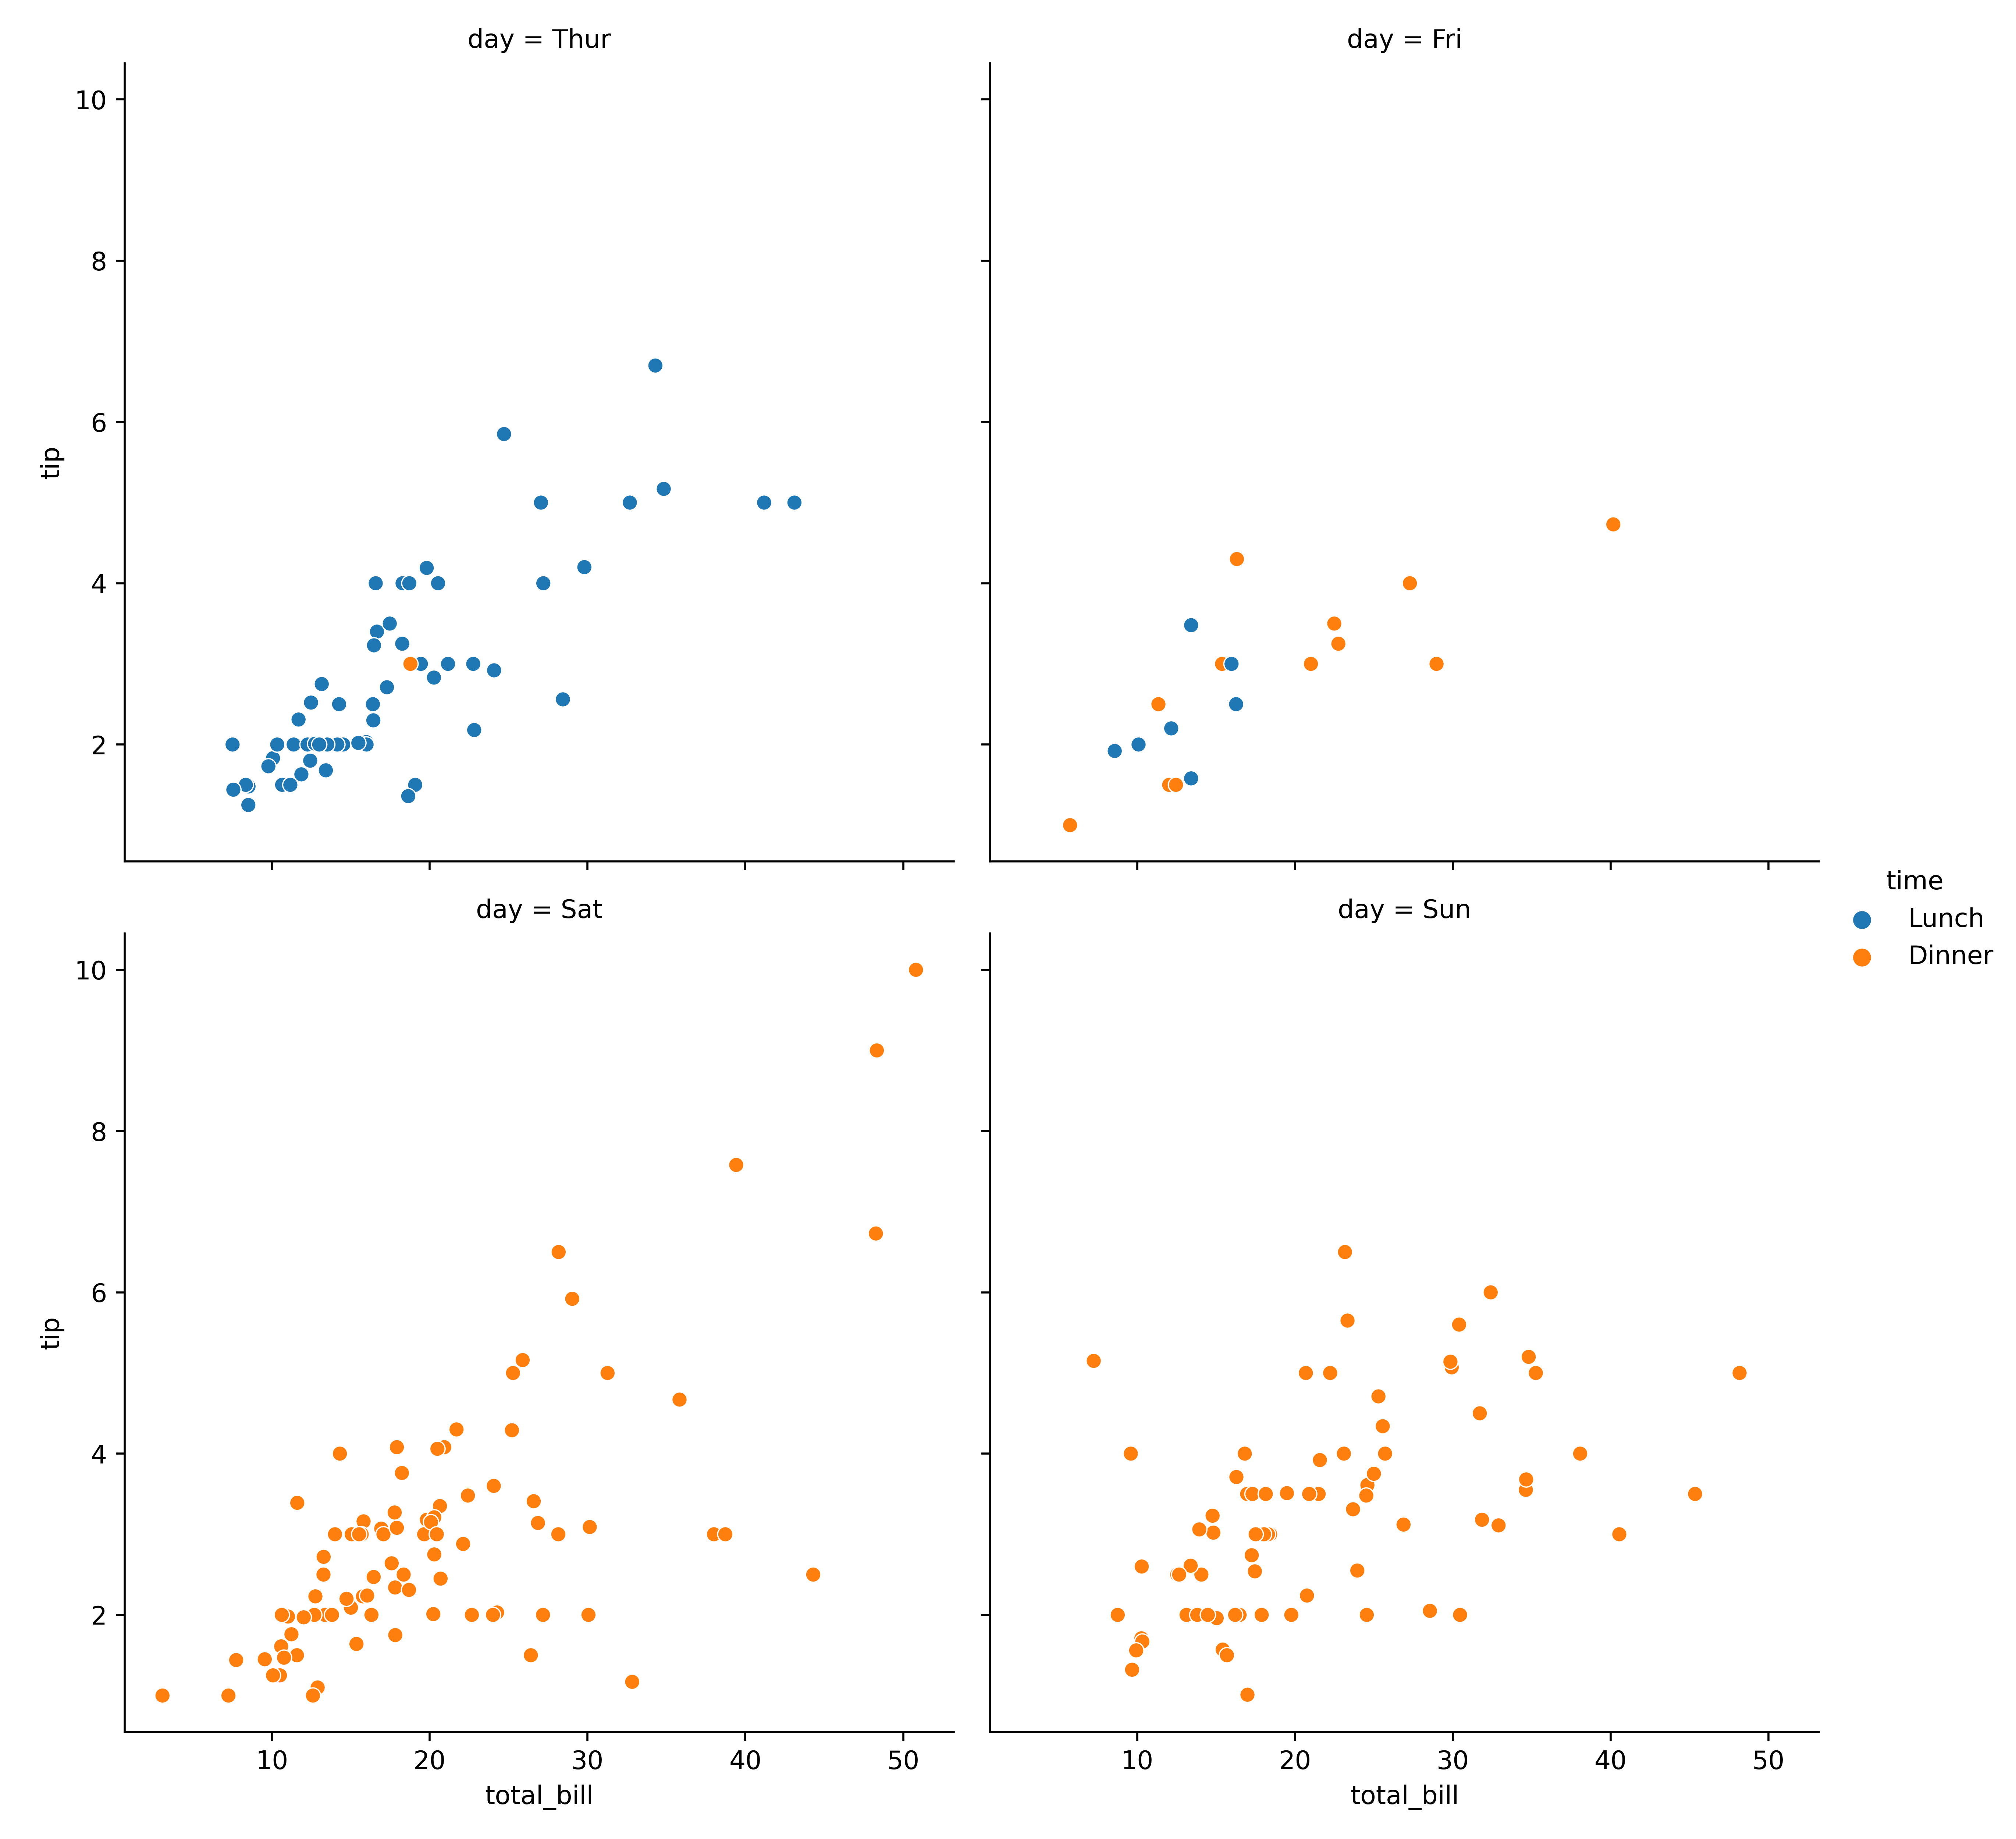 day = Thur
day = Fri
10
8
6
4
2
tip
day = Sat
day = Sun
time
Lunch
Dinner
10
8
6
4
2
tip
10 20 30 40 50
total_bill
10 20 30 40 50
total_bill